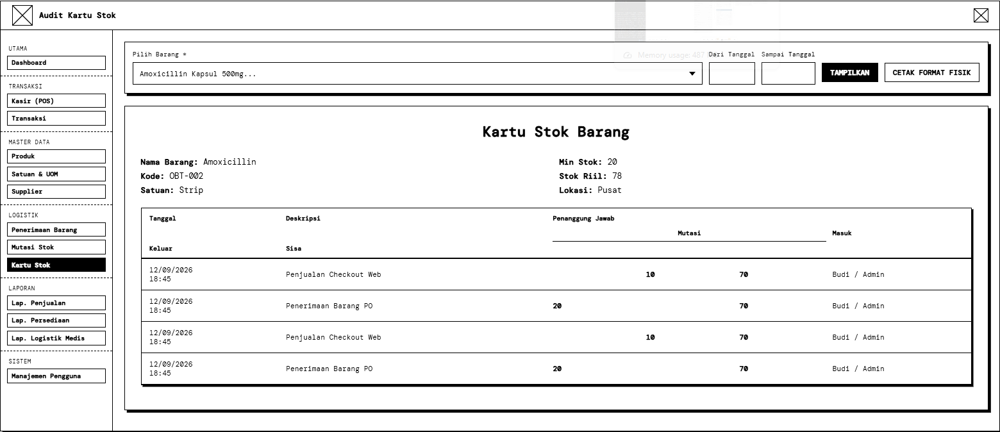 Audit Kartu Stok
UTAMA
Dashboard
TRANSAKSI
Kasir (POS)
Transaksi
MASTER DATA
Produk
Satuan & UOM
Supplier
LOGISTIK
Penerimaan Barang
Mutasi Stok
Kartu Stok
LAPORAN
Lap. Penjualan
Lap. Persediaan
Lap. Logistik Medis
SISTEM
Manajemen Pengguna
Memory usage: 487
Pilih Barang * Dari Tanggal Sampai Tanggal
Amoxicillin Kapsul 500mg... TAMPILKAN CETAK FORMAT FISIK
Kartu Stok Barang
Nama Barang: Amoxicillin Min Stok: 20
Kode: OBT-002 Stok Riil: 78
Satuan: Strip Lokasi: Pusat
Tanggal Deskripsi Penanggung Jawab
Mutasi Masuk
Keluar Sisa
12/09/2026
18:45 Penjualan Checkout Web 10 70 Budi / Admin
12/09/2026
18:45 Penerimaan Barang PO 20 70 Budi / Admin
12/09/2026
18:45 Penjualan Checkout Web 10 70 Budi / Admin
12/09/2026
18:45 Penerimaan Barang PO 20 70 Budi / Admin